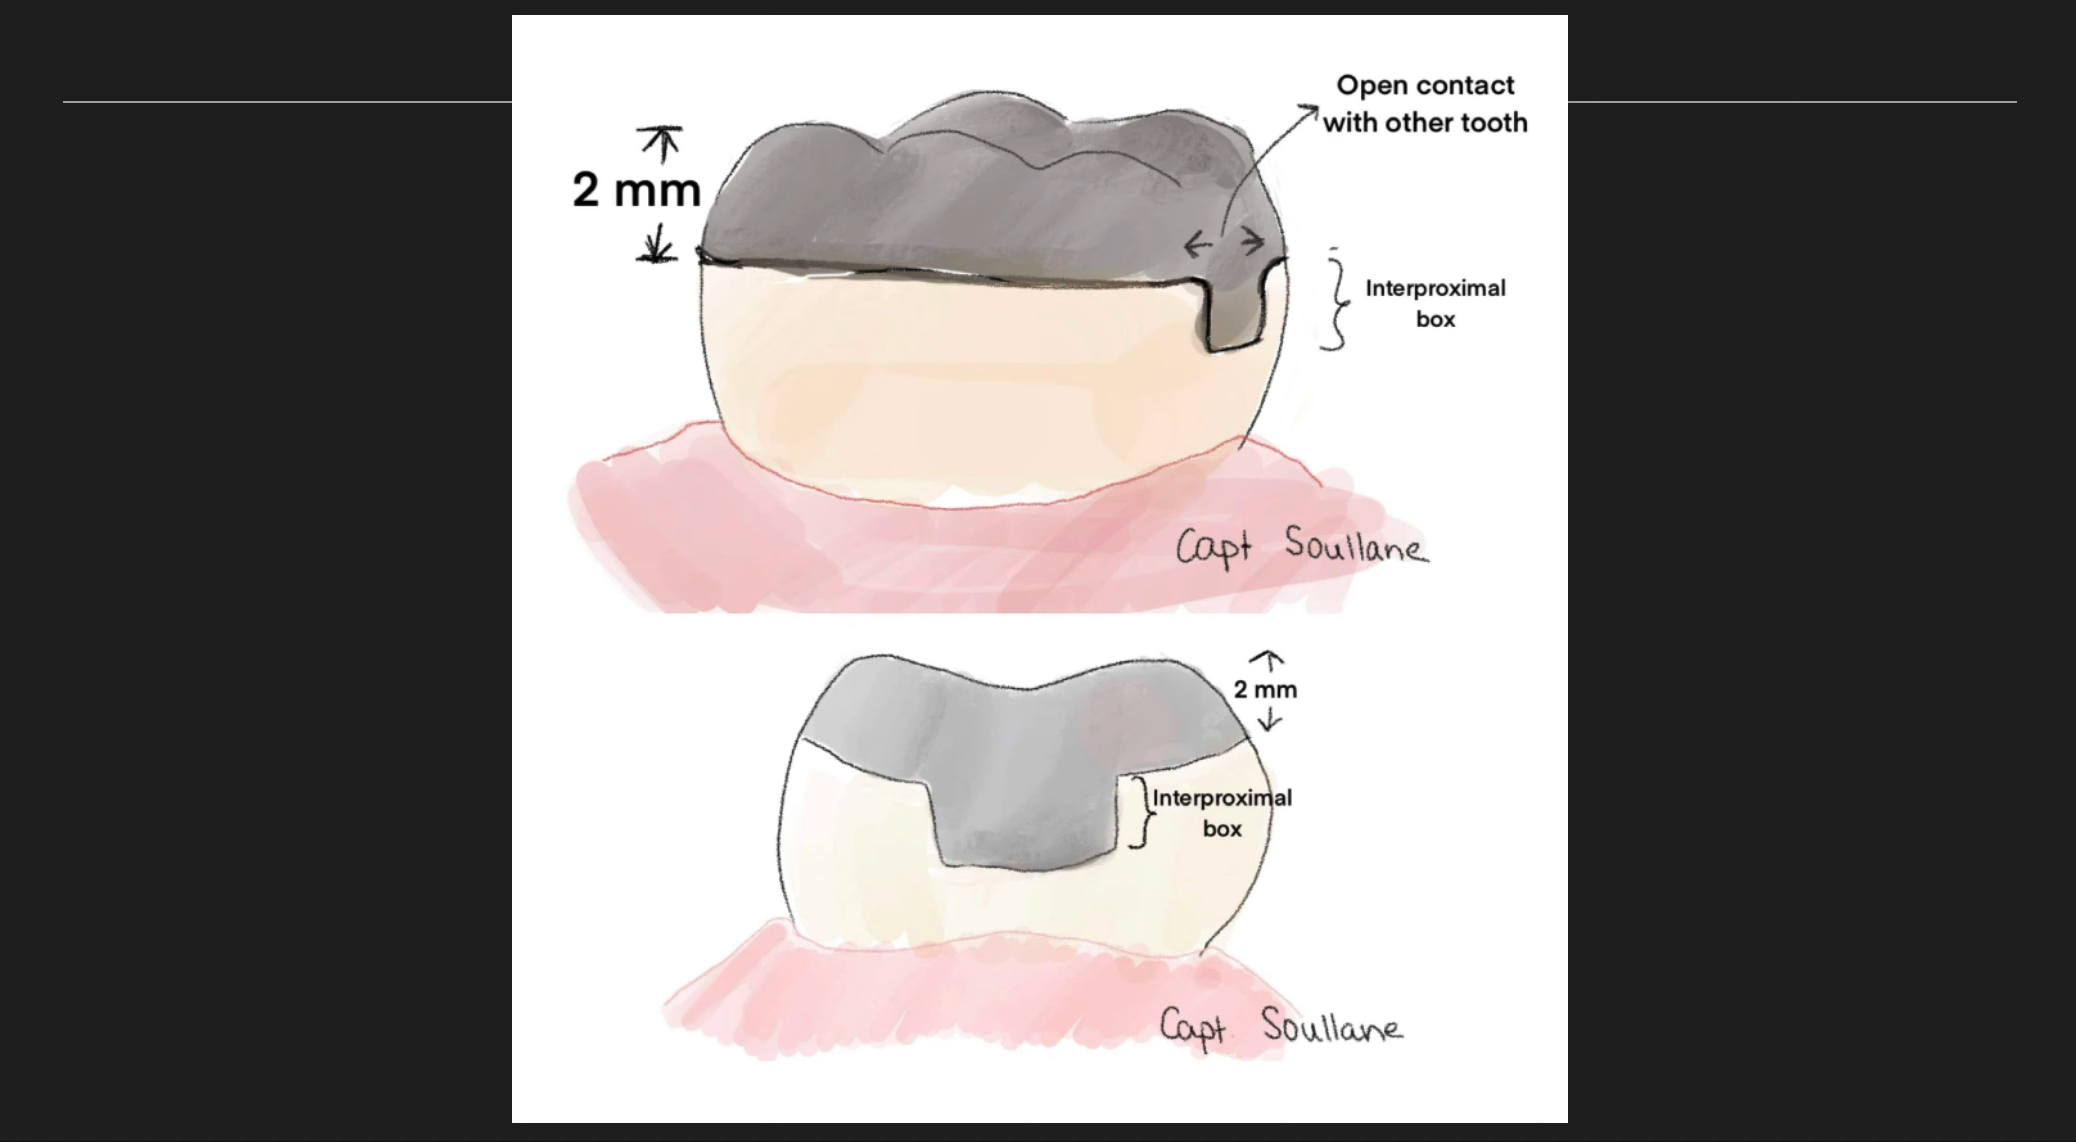 Open contact
with other tooth
2 mm
Interproximal
box
Capt Soullane
2 mm
Interproximal
box
Capt. Soullane